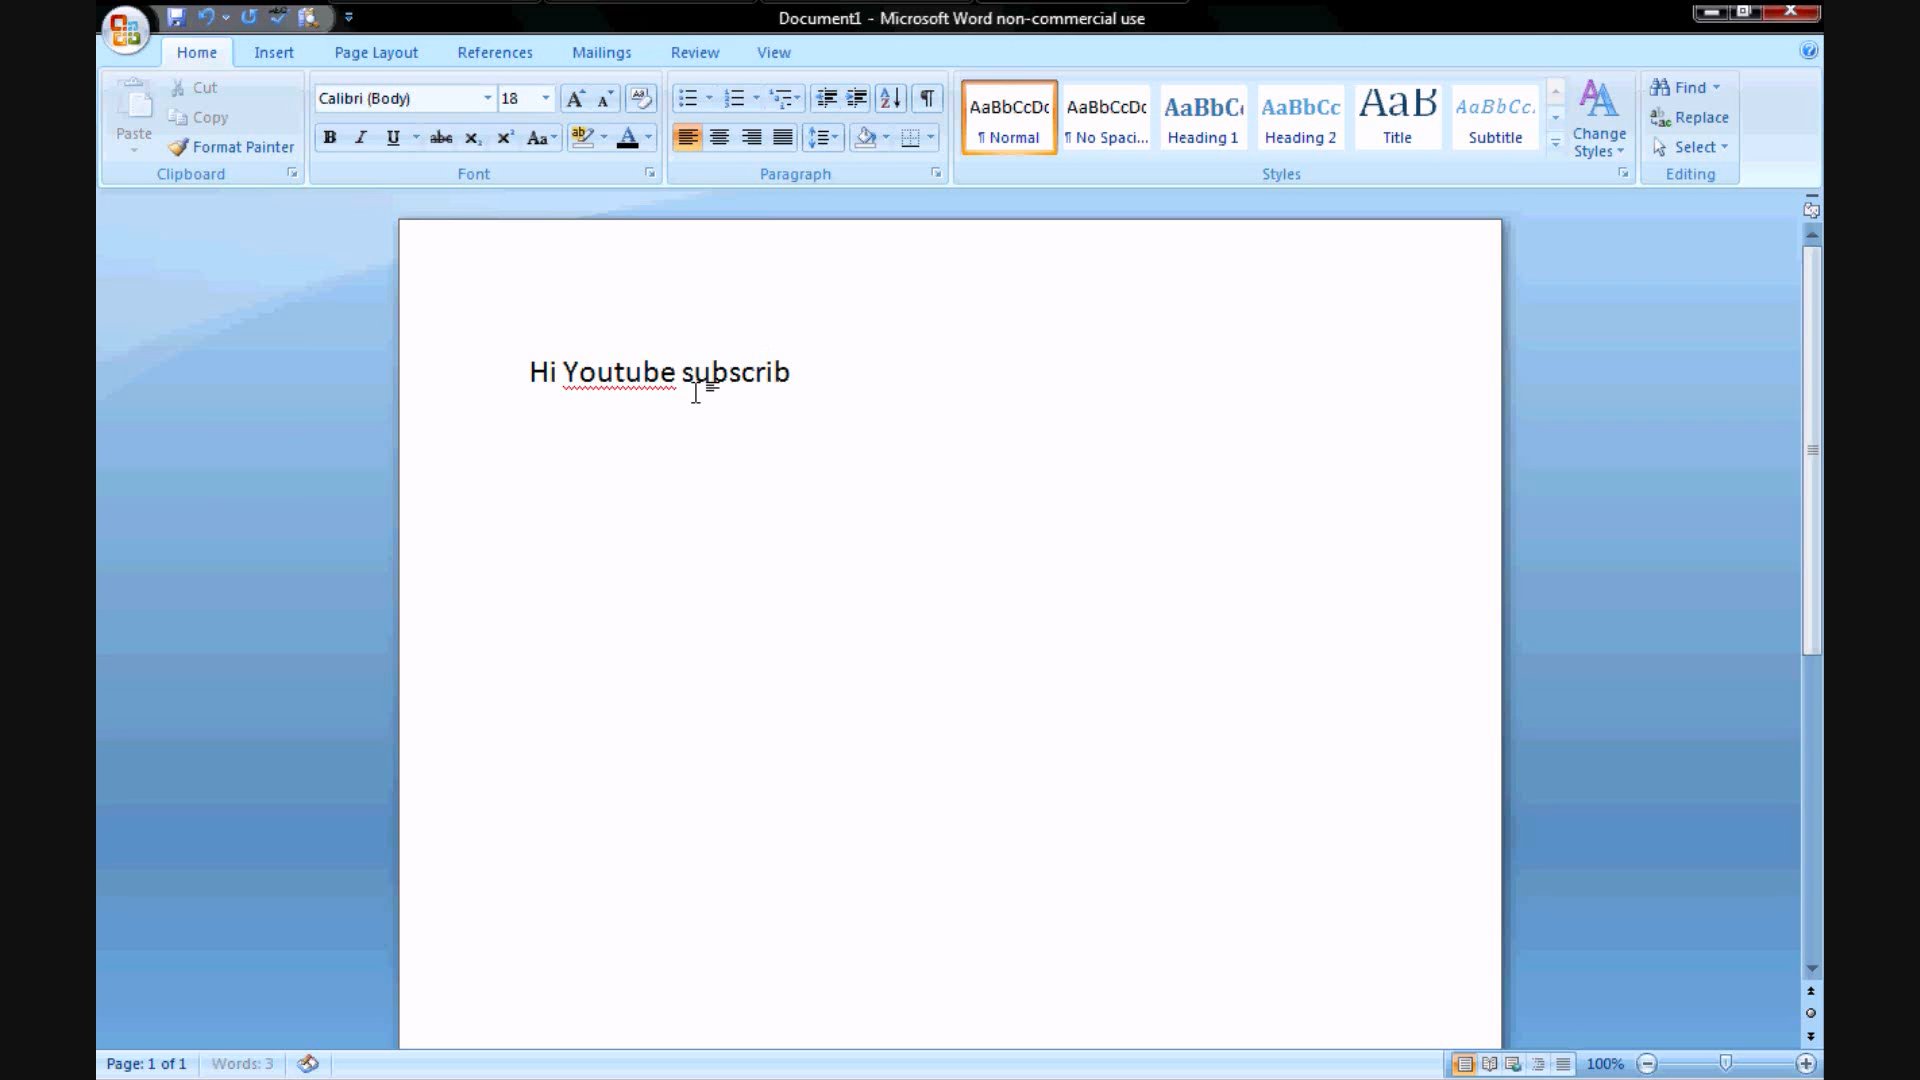 Document1 - Microsoft Word non-commercial use
Home Insert Page Layout References Mailings Review View
Paste
Cut
Copy
Format Painter
Clipboard
Calibri (Body) 18
Font
Paragraph
AaBbCcDc AaBbCcDc AaBbC AaBbCc AaB AaBbCc.
¶ Normal ¶ No Spaci... Heading 1 Heading 2 Title Subtitle
Change
Styles
Styles
Find
Replace
Select
Editing
Hi Youtube subscrib
Page: 1 of 1 Words: 3 100%